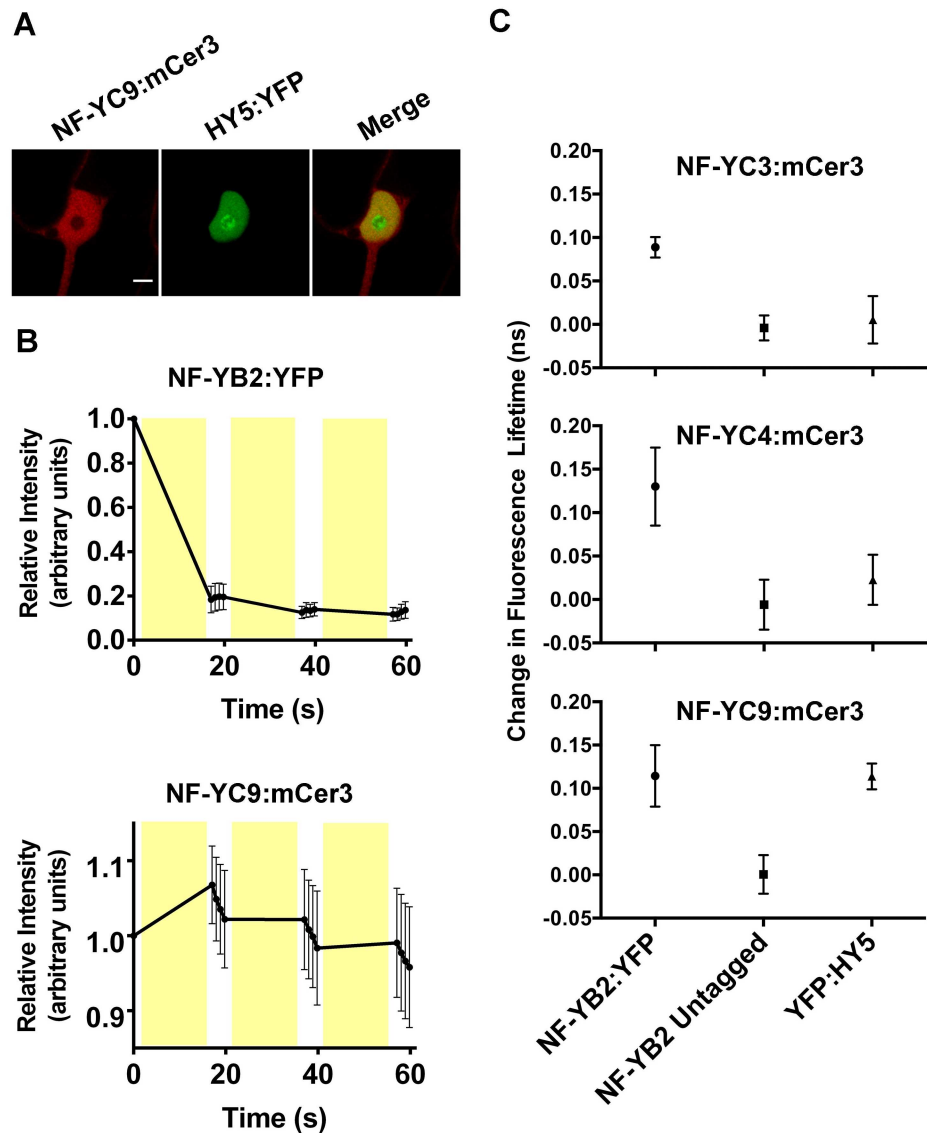 A
NF-YC9:mCer3
HY5:YFP
Merge
B
NF-YB2:YFP
Relative Intensity
(arbitrary units)
1.0
0.8
0.6
0.4
0.2
0.0
0
20
40
60
Time (s)
NF-YC9:mCer3
Relative Intensity
(arbitrary units)
1.1
1.0
0.9
0
20
40
60
Time (s)
C
Change in Fluorescence Lifetime (ns)
NF-YC3:mCer3
0.20
0.15
0.10
0.05
0.00
-0.05
NF-YC4:mCer3
0.20
0.15
0.10
0.05
0.00
-0.05
NF-YC9:mCer3
0.20
0.15
0.10
0.05
0.00
-0.05
NF-YB2:YFP
NF-YB2 Untagged
YFP:HY5